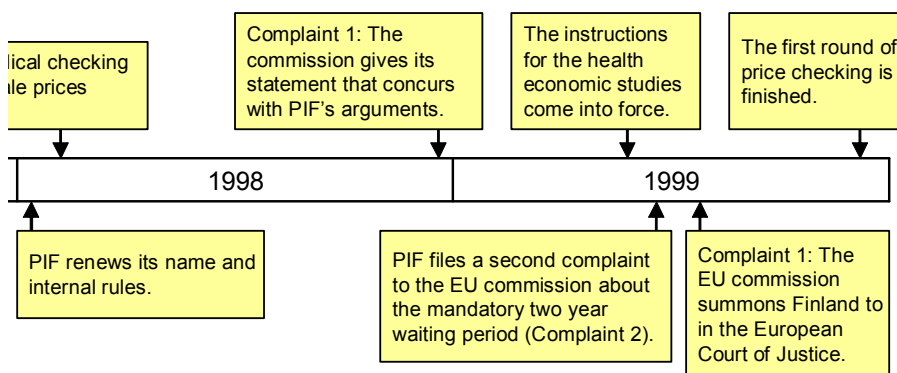 checking
prices
Complaint 1: The
commission gives its
statement that concurs
with PIF's arguments.
The instructions
for the health
economic studies
come into force.
The first round of
price checking is
finished.
1998
1999
PIF renews its name and
internal rules.
PIF files a second complaint
to the EU commission about
the mandatory two year
waiting period (Complaint 2).
Complaint 1: The
EU commission
summons Finland to
in the European
Court of Justice.